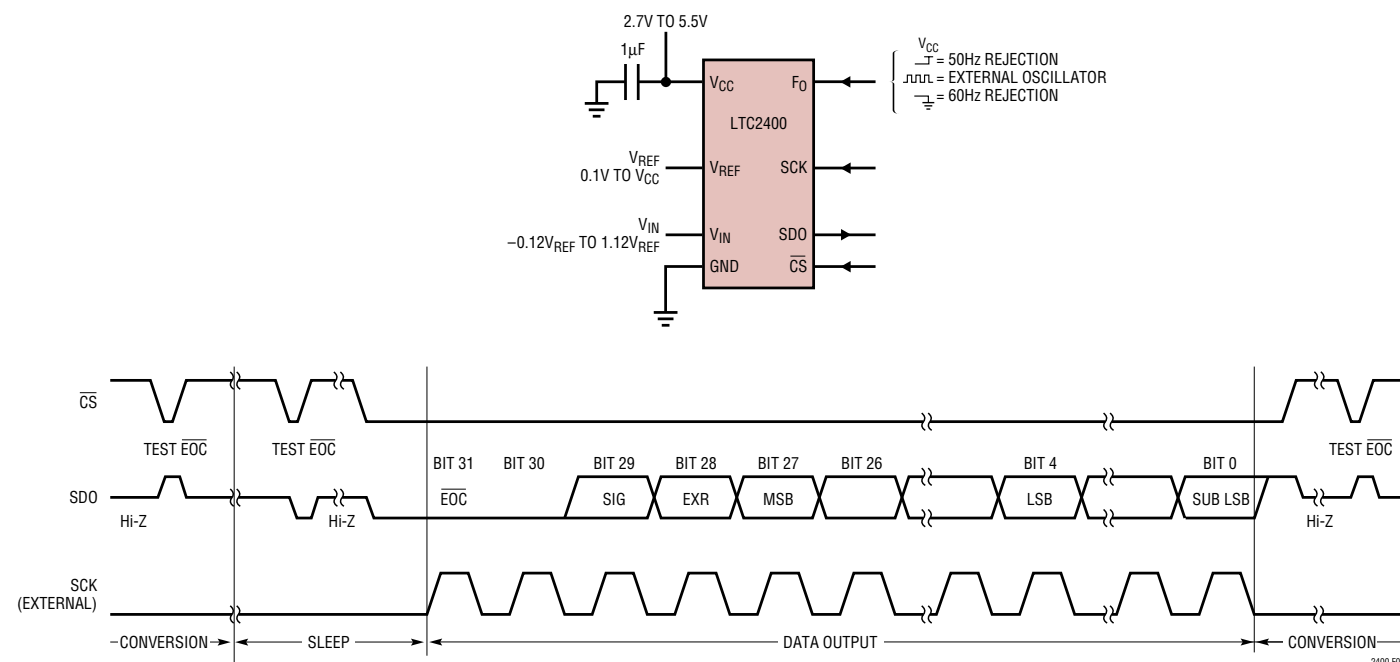 2.7V TO 5.5V
1µF
VCC
FO
LTC2400
VREF
0.1V TO VCC
VREF
SCK
VIN
–0.12VREF TO 1.12VREF
VIN
SDO
GND
CS
VCC
= 50Hz REJECTION
= EXTERNAL OSCILLATOR
= 60Hz REJECTION
CS
TEST EOC
TEST EOC
TEST EOC
BIT 31
BIT 30
BIT 29
BIT 28
BIT 27
BIT 26
BIT 4
BIT 0
SDO
EOC
SIG
EXR
MSB
LSB
SUB LSB
Hi-Z
Hi-Z
Hi-Z
SCK
(EXTERNAL)
CONVERSION
SLEEP
DATA OUTPUT
CONVERSION